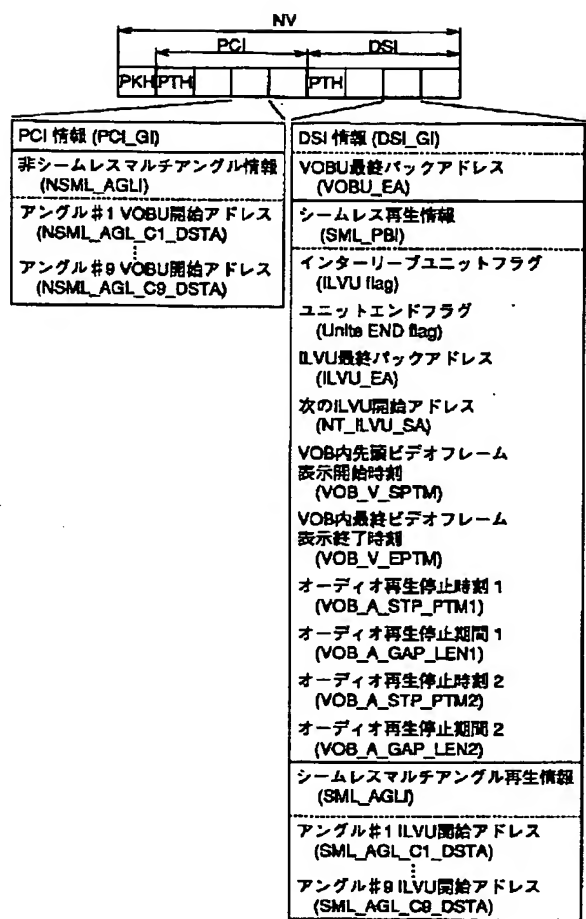 NV
PCI DSI
PKH PTH PTH
PCI 情報 (PCI_GI)
非シームレスマルチアングル情報
(NSML_AGLI)
アングル#1 VOBU開始アドレス
(NSML_AGL_C1_DSTA)
アングル#9 VOBU開始アドレス
(NSML_AGL_C9_DSTA)
DSI 情報 (DSI_GI)
VOBU最終パックアドレス
(VOBU_EA)
シームレス再生情報
(SML_PBI)
インターリーブユニットフラグ
(ILVU flag)
ユニットエンドフラグ
(Unite END flag)
ILVU最終パックアドレス
(ILVU_EA)
次のILVU開始アドレス
(NT_ILVU_SA)
VOB内先頭ビデオフレーム
表示開始時刻
(VOB_V_SPTM)
VOB内最終ビデオフレーム
表示終了時刻
(VOB_V_EPTM)
オーディオ再生停止時刻 1
(VOB_A_STP_PTM1)
オーディオ再生停止期間 1
(VOB_A_GAP_LEN1)
オーディオ再生停止時刻 2
(VOB_A_STP_PTM2)
オーディオ再生停止期間 2
(VOB_A_GAP_LEN2)
シームレスマルチアングル再生情報
(SML_AGLI)
アングル#1 ILVU開始アドレス
(SML_AGL_C1_DSTA)
アングル#9 ILVU開始アドレス
(SML_AGL_C9_DSTA)